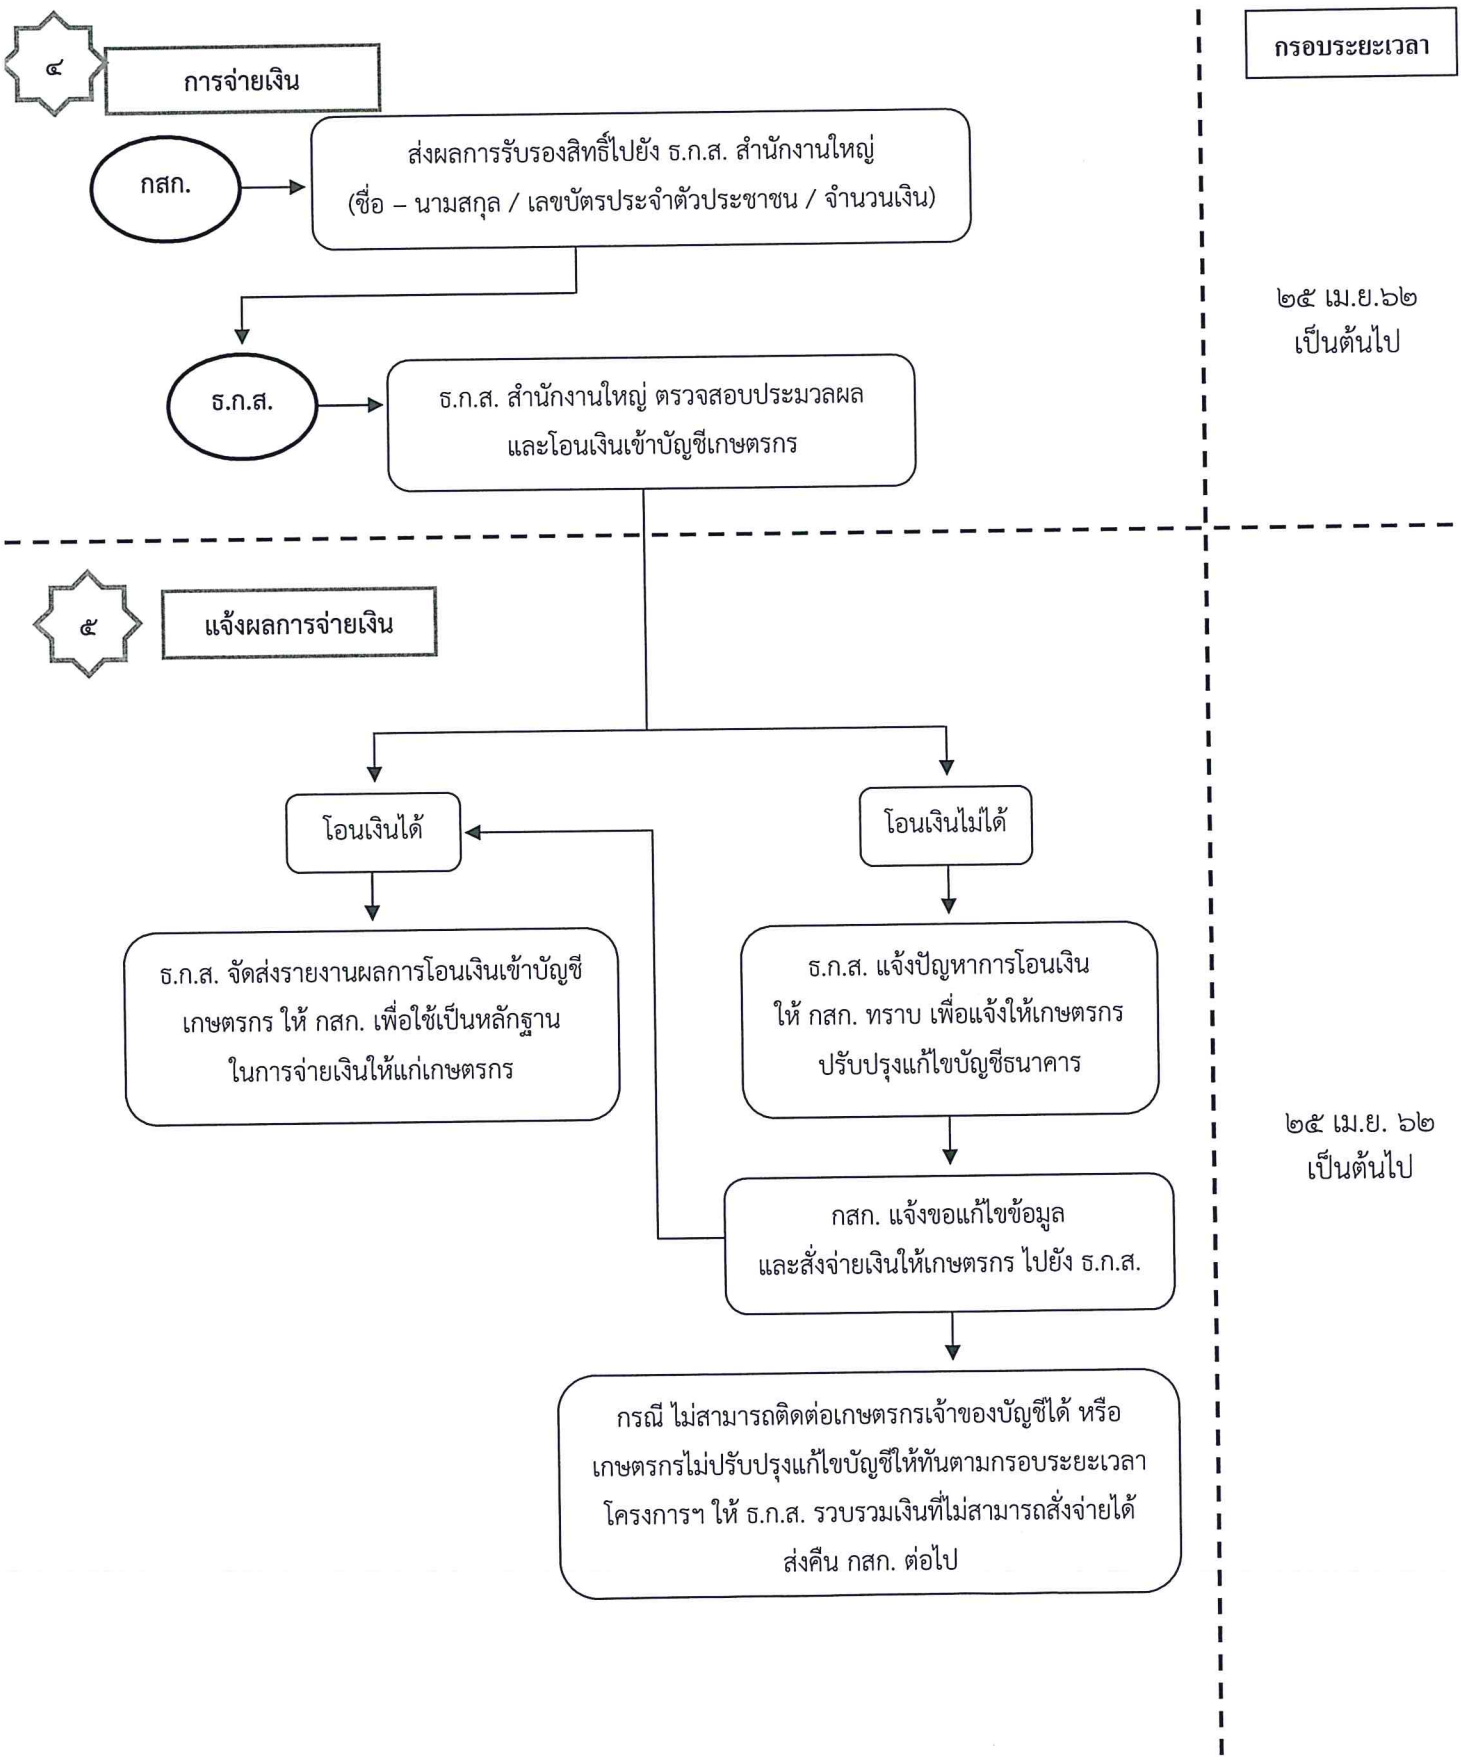 ๔
การจ่ายเงิน
กรอบระยะเวลา
กสก.
ส่งผลการรับรองสิทธิ์ไปยัง ธ.ก.ส. สำนักงานใหญ่
(ชื่อ – นามสกุล / เลขบัตรประจำตัวประชาชน / จำนวนเงิน)
๒๕ เม.ย.๖๒
เป็นต้นไป
ธ.ก.ส.
ธ.ก.ส. สำนักงานใหญ่ ตรวจสอบประมวลผล
และโอนเงินเข้าบัญชีเกษตรกร
๕
แจ้งผลการจ่ายเงิน
โอนเงินได้
โอนเงินไม่ได้
ธ.ก.ส. จัดส่งรายงานผลการโอนเงินเข้าบัญชี
เกษตรกร ให้ กสก. เพื่อใช้เป็นหลักฐาน
ในการจ่ายเงินให้แก่เกษตรกร
ธ.ก.ส. แจ้งปัญหาการโอนเงิน
ให้ กสก. ทราบ เพื่อแจ้งให้เกษตรกร
ปรับปรุงแก้ไขบัญชีธนาคาร
๒๕ เม.ย. ๖๒
เป็นต้นไป
กสก. แจ้งขอแก้ไขข้อมูล
และสั่งจ่ายเงินให้เกษตรกร ไปยัง ธ.ก.ส.
กรณี ไม่สามารถติดต่อเกษตรกรเจ้าของบัญชีได้ หรือ
เกษตรกรไม่ปรับปรุงแก้ไขบัญชีให้ทันตามกรอบระยะเวลา
โครงการฯ ให้ ธ.ก.ส. รวบรวมเงินที่ไม่สามารถสั่งจ่ายได้
ส่งคืน กสก. ต่อไป